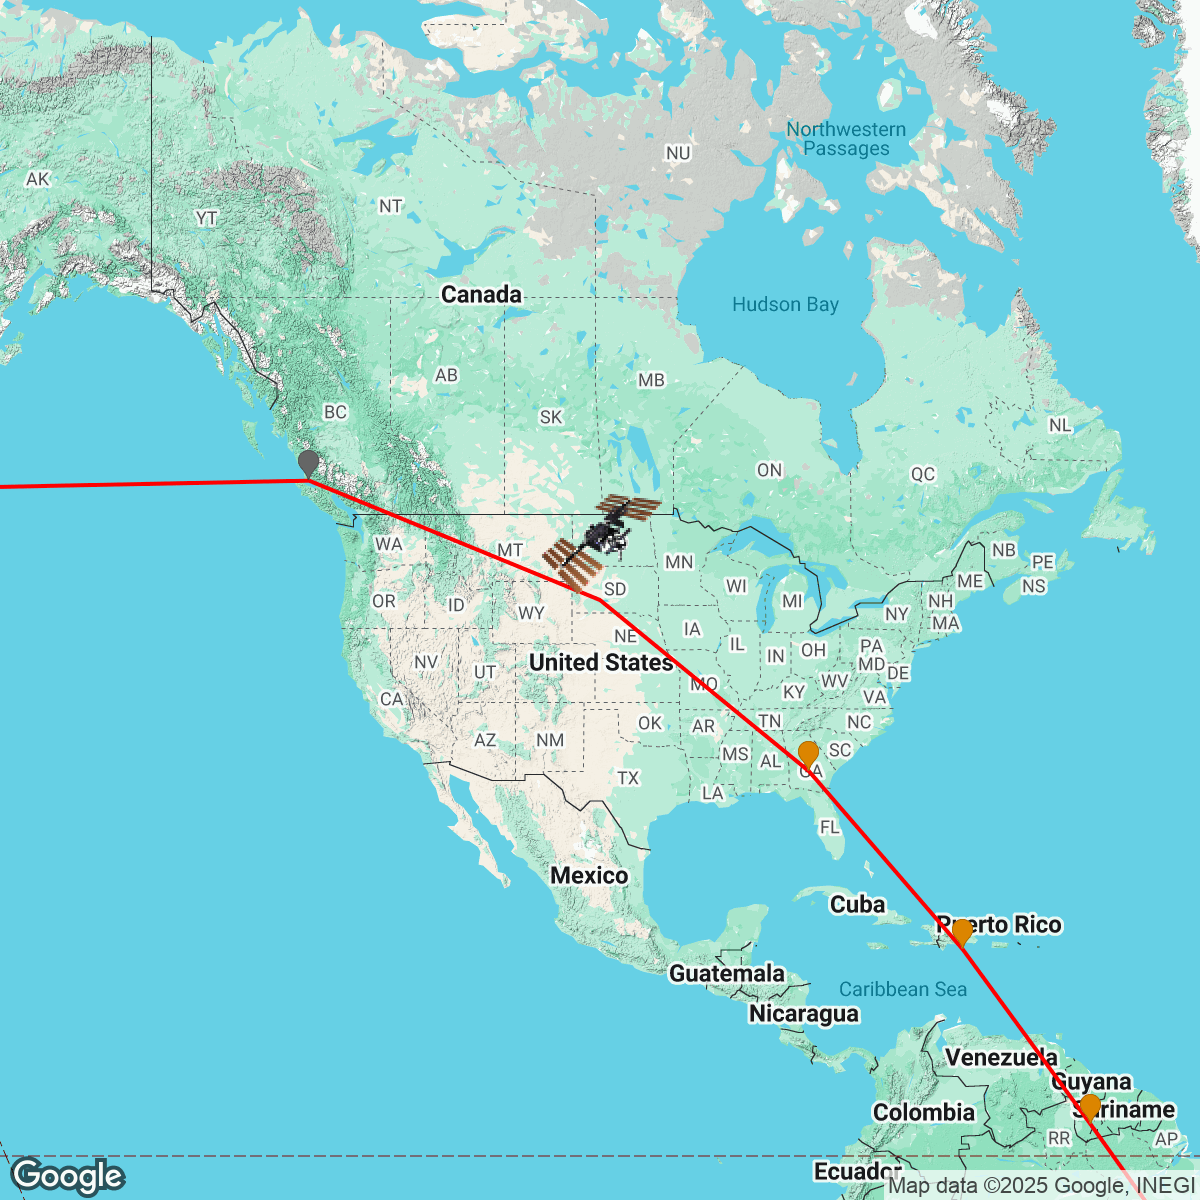 Northwestern
Passages
NU
AK
NT
YT
Canada
Hudson Bay
AB
MB
BC
SK
NL
ON
QC
WA
MT
MN
NB
PE
ME
NS
SD
WI
MI
OR
ID
WY
NY
NH
MA
IA
NE
IL
IN
OH
PA
MD
DE
United States
NV
UT
MO
KY
WV
VA
CA
OK
AR
TN
NC
AZ
NM
MS
AL
SC
GA
TX
LA
FL
Mexico
Cuba
Puerto Rico
Guatemala
Caribbean Sea
Nicaragua
Venezuela
Guyana
Colombia
Suriname
RR
AP
Ecuador
Google
Map data ©2025 Google, INEGI